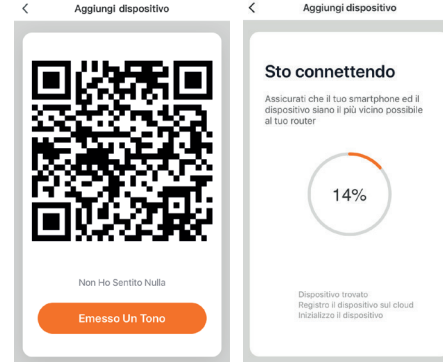 Aggiungi dispositivo
Non Ho Sentito Nulla
Emesso Un Tono
Aggiungi dispositivo
Sto connettendo
Assicurati che il tuo smartphone ed il
dispositivo siano il più vicino possibile
al tuo router
14%
Dispositivo trovato
Registro il dispositivo sul cloud
Inizializzo il dispositivo